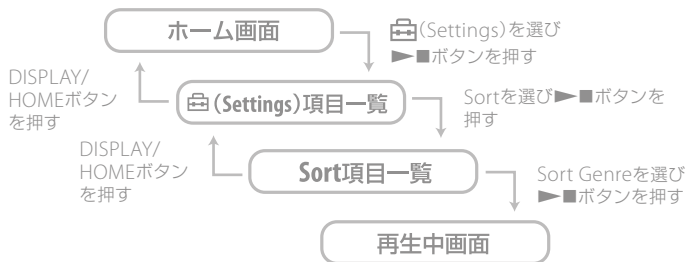 ホーム画面
(Settings)を選び
►■ボタンを押す
DISPLAY/
HOMEボタン
を押す
(Settings)項目一覧
Sortを選び►■ボタンを
押す
DISPLAY/
HOMEボタン
を押す
Sort項目一覧
Sort Genreを選び
►■ボタンを押す
再生中画面